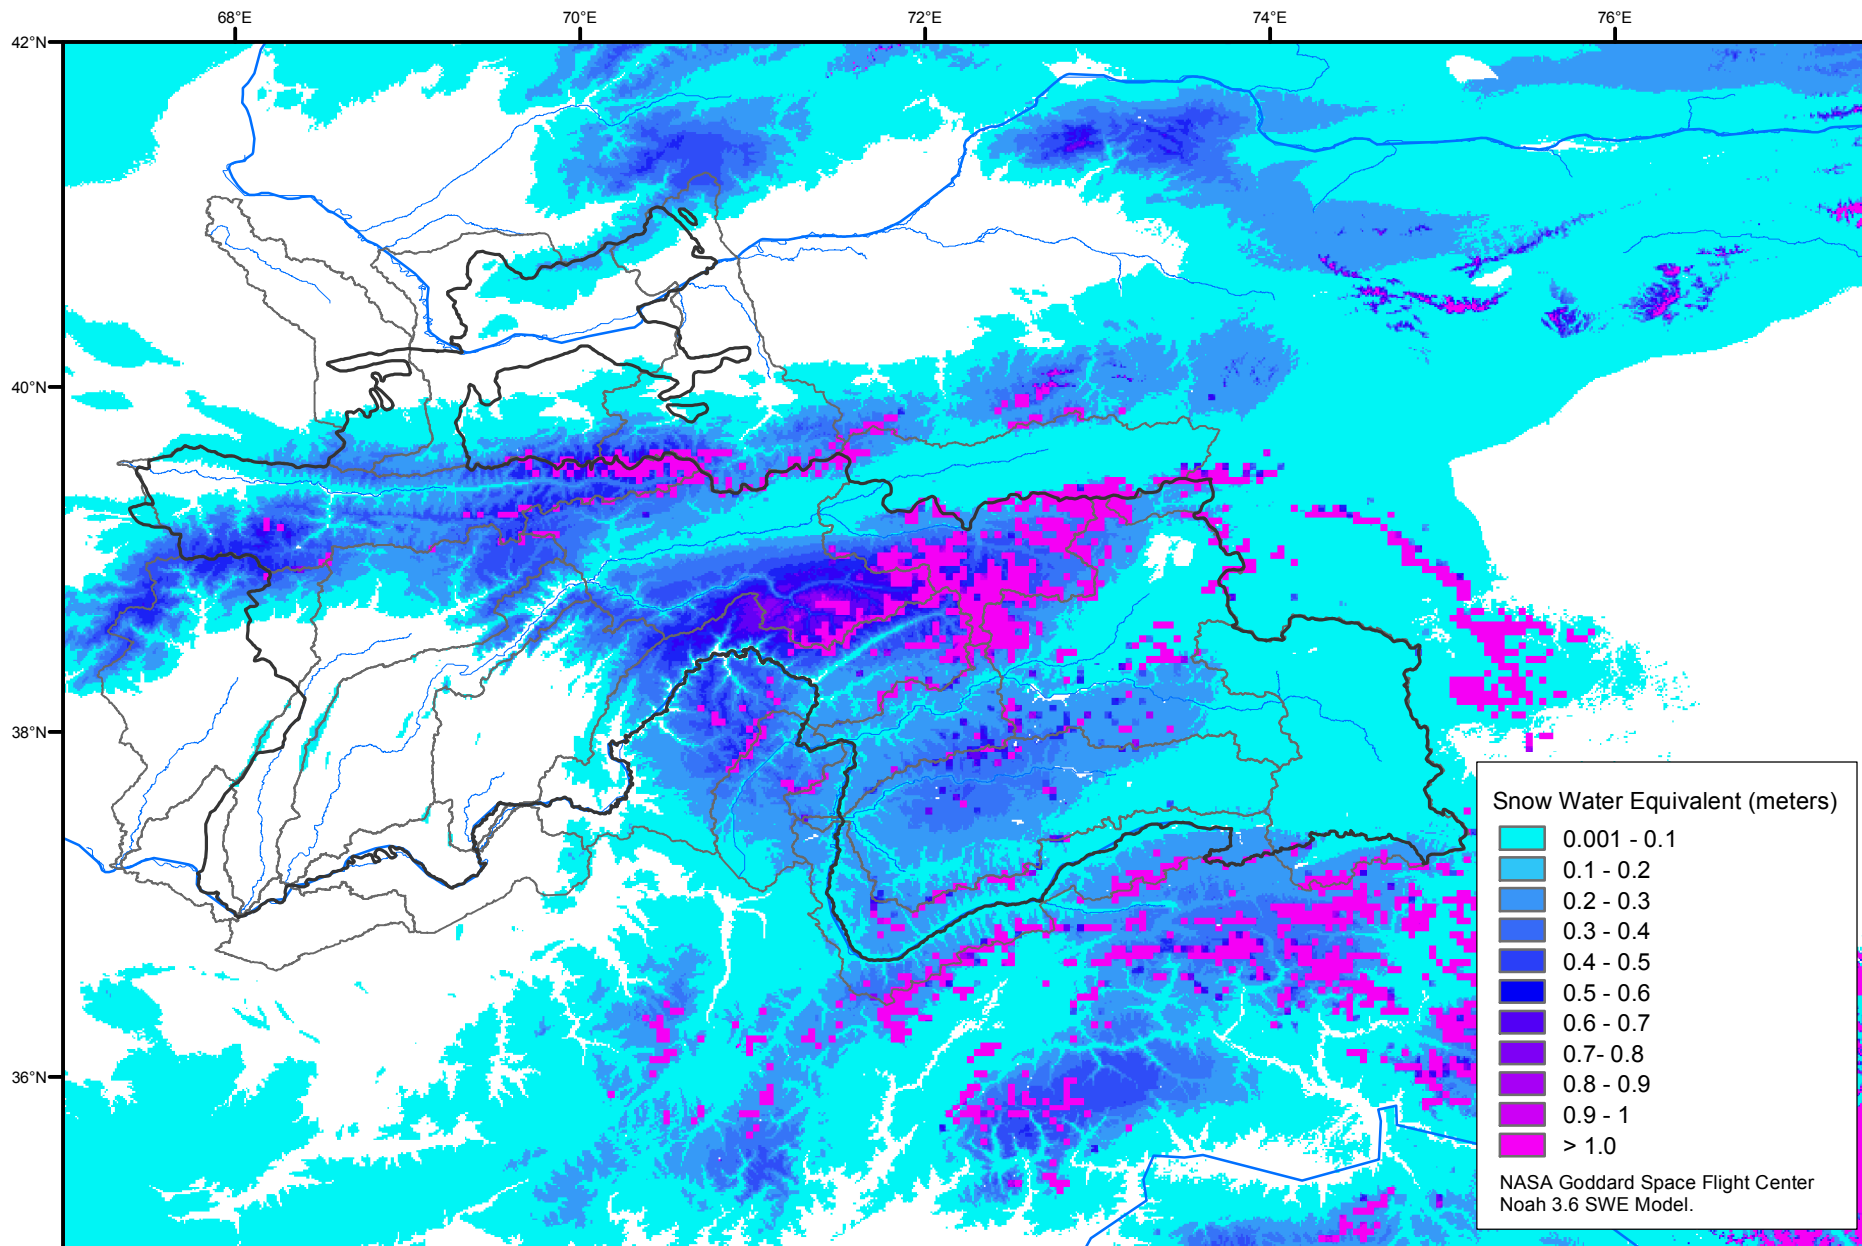 68°E
70°E
72°E
74°E
76°E
42°N
40°N
38°N
36°N
Snow Water Equivalent (meters)
0.001 - 0.1
0.1 - 0.2
0.2 - 0.3
0.3 - 0.4
0.4 - 0.5
0.5 - 0.6
0.6 - 0.7
0.7- 0.8
0.8 - 0.9
0.9 - 1
> 1.0
NASA Goddard Space Flight Center
Noah 3.6 SWE Model.